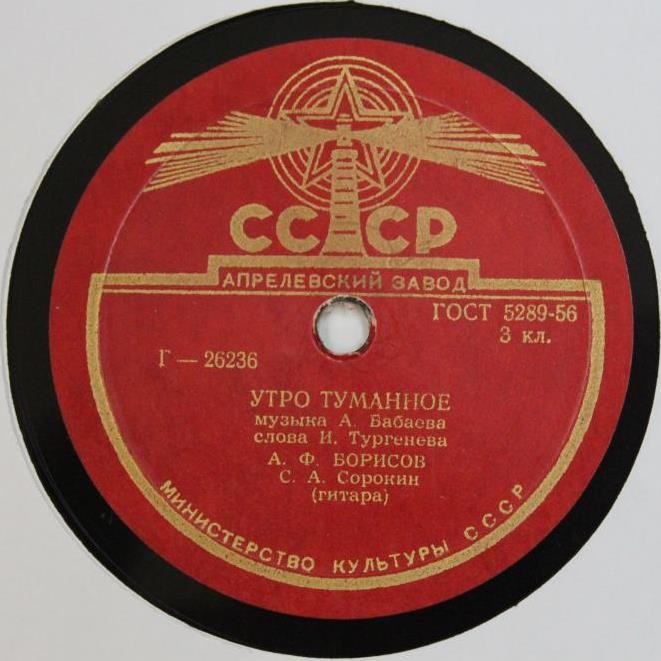 СССР
АПРЕЛЕВСКИЙ ЗАВОД
ГОСТ 5289-56
3 кл.
Г — 26236
УТРО ТУМАННОЕ
музыка А. Бабаева
слова И. Тургенева
А. Ф. БОРИСОВ
С. А. Сорокин
(гитара)
МИНИСТЕРСТВО КУЛЬТУРЫ СССР